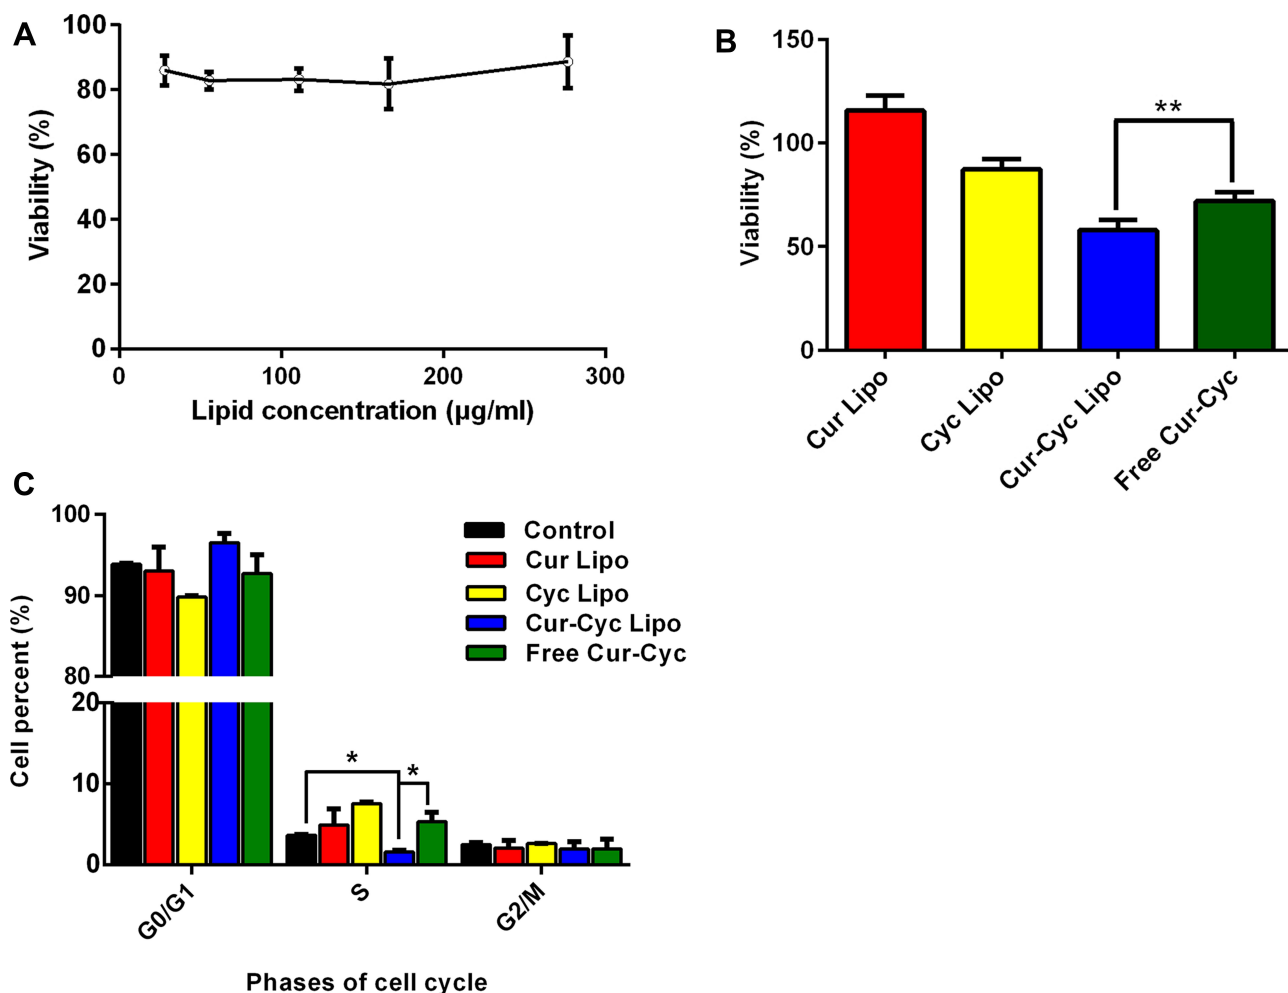 A
100
80
60
40
20
0
Viability (%)
0 100 200 300
Lipid concentration (µg/ml)
B
150
100
50
0
Viability (%)
**
Cur Lipo
Cyc Lipo
Cur-Cyc Lipo
Free Cur-Cyc
C
100
90
80
20
10
0
Cell percent (%)
Control
Cur Lipo
Cyc Lipo
Cur-Cyc Lipo
Free Cur-Cyc
* *
G0/G1
S
G2/M
Phases of cell cycle